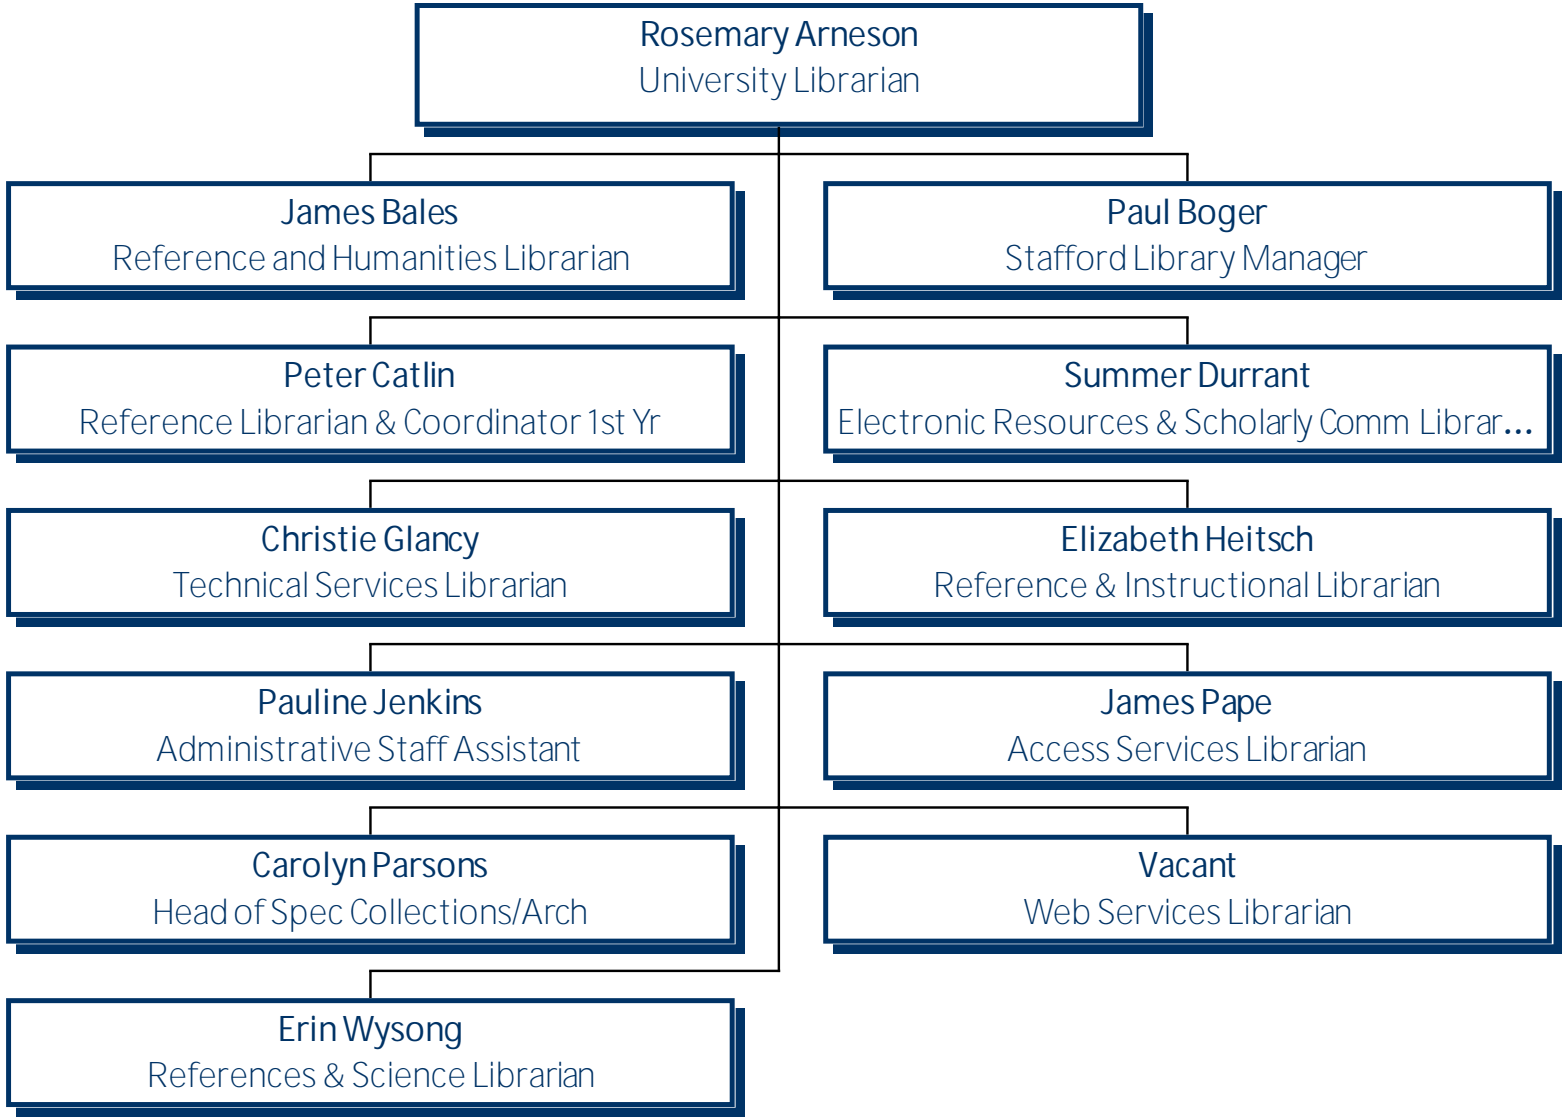 Rosemary Arneson
University Librarian
James Bales
Reference and Humanities Librarian
Paul Boger
Stafford Library Manager
Peter Catlin
Reference Librarian & Coordinator 1st Yr
Summer Durrant
Electronic Resources & Scholarly Comm Librar...
Christie Glancy
Technical Services Librarian
Elizabeth Heitsch
Reference & Instructional Librarian
Pauline Jenkins
Administrative Staff Assistant
James Pape
Access Services Librarian
Carolyn Parsons
Head of Spec Collections/Arch
Vacant
Web Services Librarian
Erin Wysong
References & Science Librarian